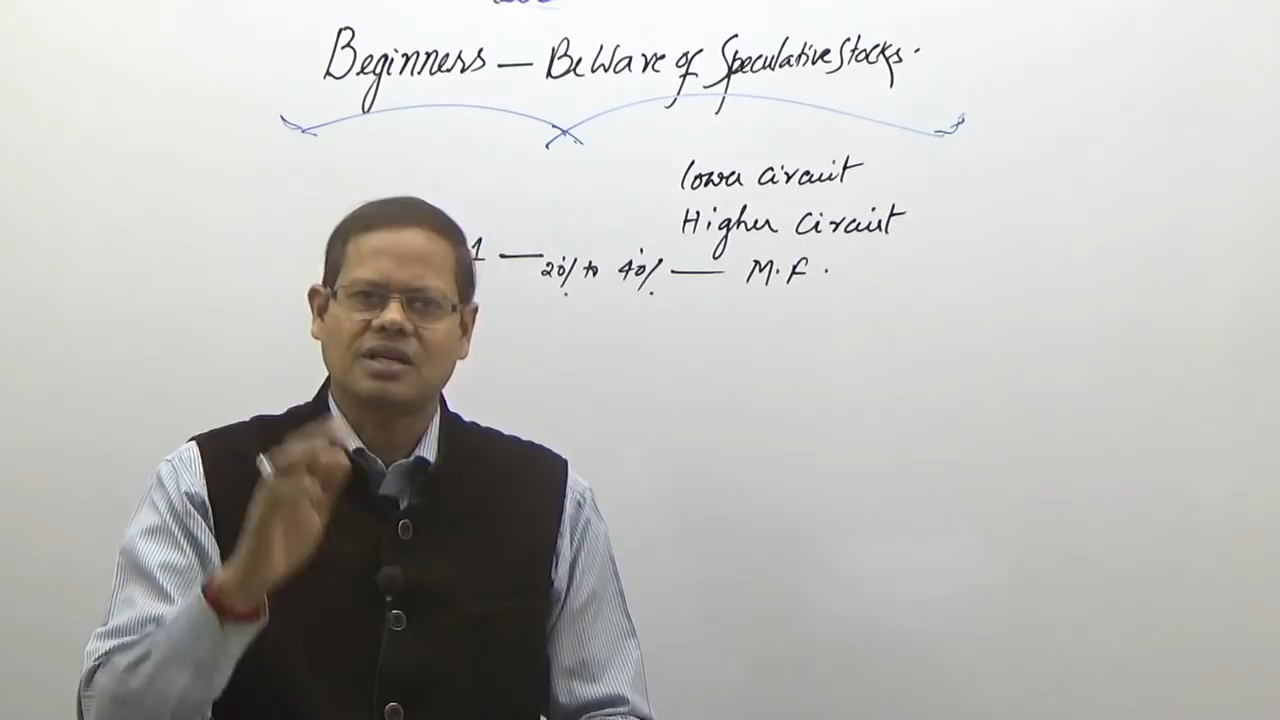 Beginners — BeWare of Speculative Stocks.
lower circuit
Higher Circuit
1 — 20% to 40% — M.F.